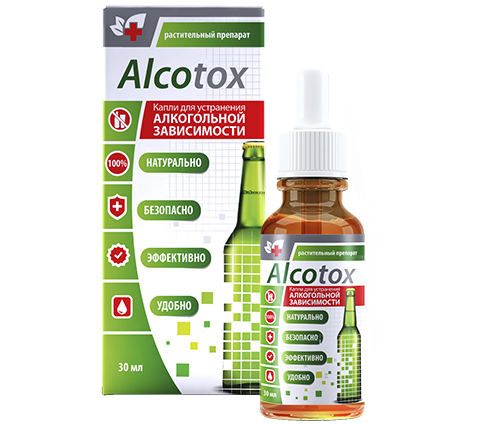 растительный препарат
Alcotox
Капли для устранения
АЛКОГОЛЬНОЙ
ЗАВИСИМОСТИ
100%
НАТУРАЛЬНО
БЕЗОПАСНО
ЭФФЕКТИВНО
УДОБНО
30 мл
растительный препарат
Alcotox
Капли для устранения
АЛКОГОЛЬНОЙ
ЗАВИСИМОСТИ
100%
НАТУРАЛЬНО
БЕЗОПАСНО
ЭФФЕКТИВНО
УДОБНО
30 мл